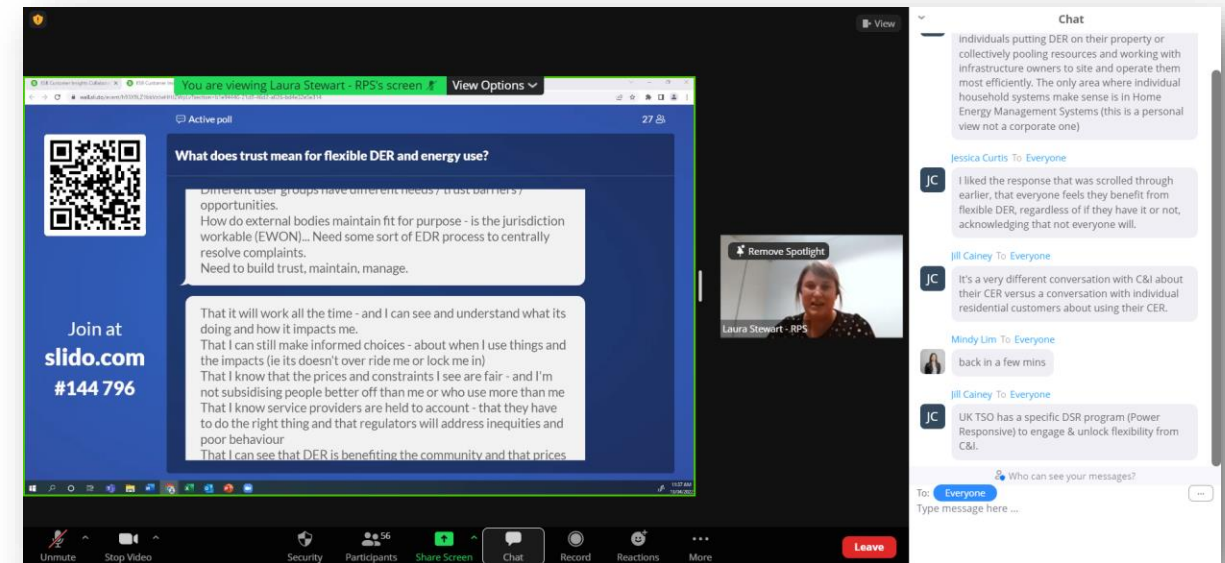 View
You are viewing Laura Stewart - RPS's screen
View Options
Active poll
27
What does trust mean for flexible DER and energy use?
Different user groups have different needs / trust barriers /
opportunities.
How do external bodies maintain fit for purpose - is the jurisdiction
workable (EWON)... Need some sort of EDR process to centrally
resolve complaints.
Need to build trust, maintain, manage.
That it will work all the time - and I can see and understand what its
doing and how it impacts me.
That I can still make informed choices - about when I use things and
the impacts (ie its doesn't over ride me or lock me in)
That I know that the prices and constraints I see are fair - and I'm
not subsidising people better off than me or who use more than me
That I know service providers are held to account - that they have
to do the right thing and that regulators will address inequities and
poor behaviour
That I can see that DER is benefiting the community and that prices
Join at
slido.com
#144 796
Remove Spotlight
Laura Stewart - RPS
Unmute
Stop Video
Security
56
Participants
Share Screen
Chat
Record
Reactions
More
Leave
Chat
individuals putting DER on their property or
collectively pooling resources and working with
infrastructure owners to site and operate them
most efficiently. The only area where individual
household systems make sense is in Home
Energy Management Systems (this is a personal
view not a corporate one)
Jessica Curtis To Everyone
JC
I liked the response that was scrolled through
earlier, that everyone feels they benefit from
flexible DER, regardless of if they have it or not,
acknowledging that not everyone will.
Jill Cainey To Everyone
JC
It's a very different conversation with C&I about
their CER versus a conversation with individual
residential customers about using their CER.
Mindy Lim To Everyone
back in a few mins
Jill Cainey To Everyone
JC
UK TSO has a specific DSR program (Power
Responsive) to engage & unlock flexibility from
C&I.
Who can see your messages?
To: Everyone
Type message here ...